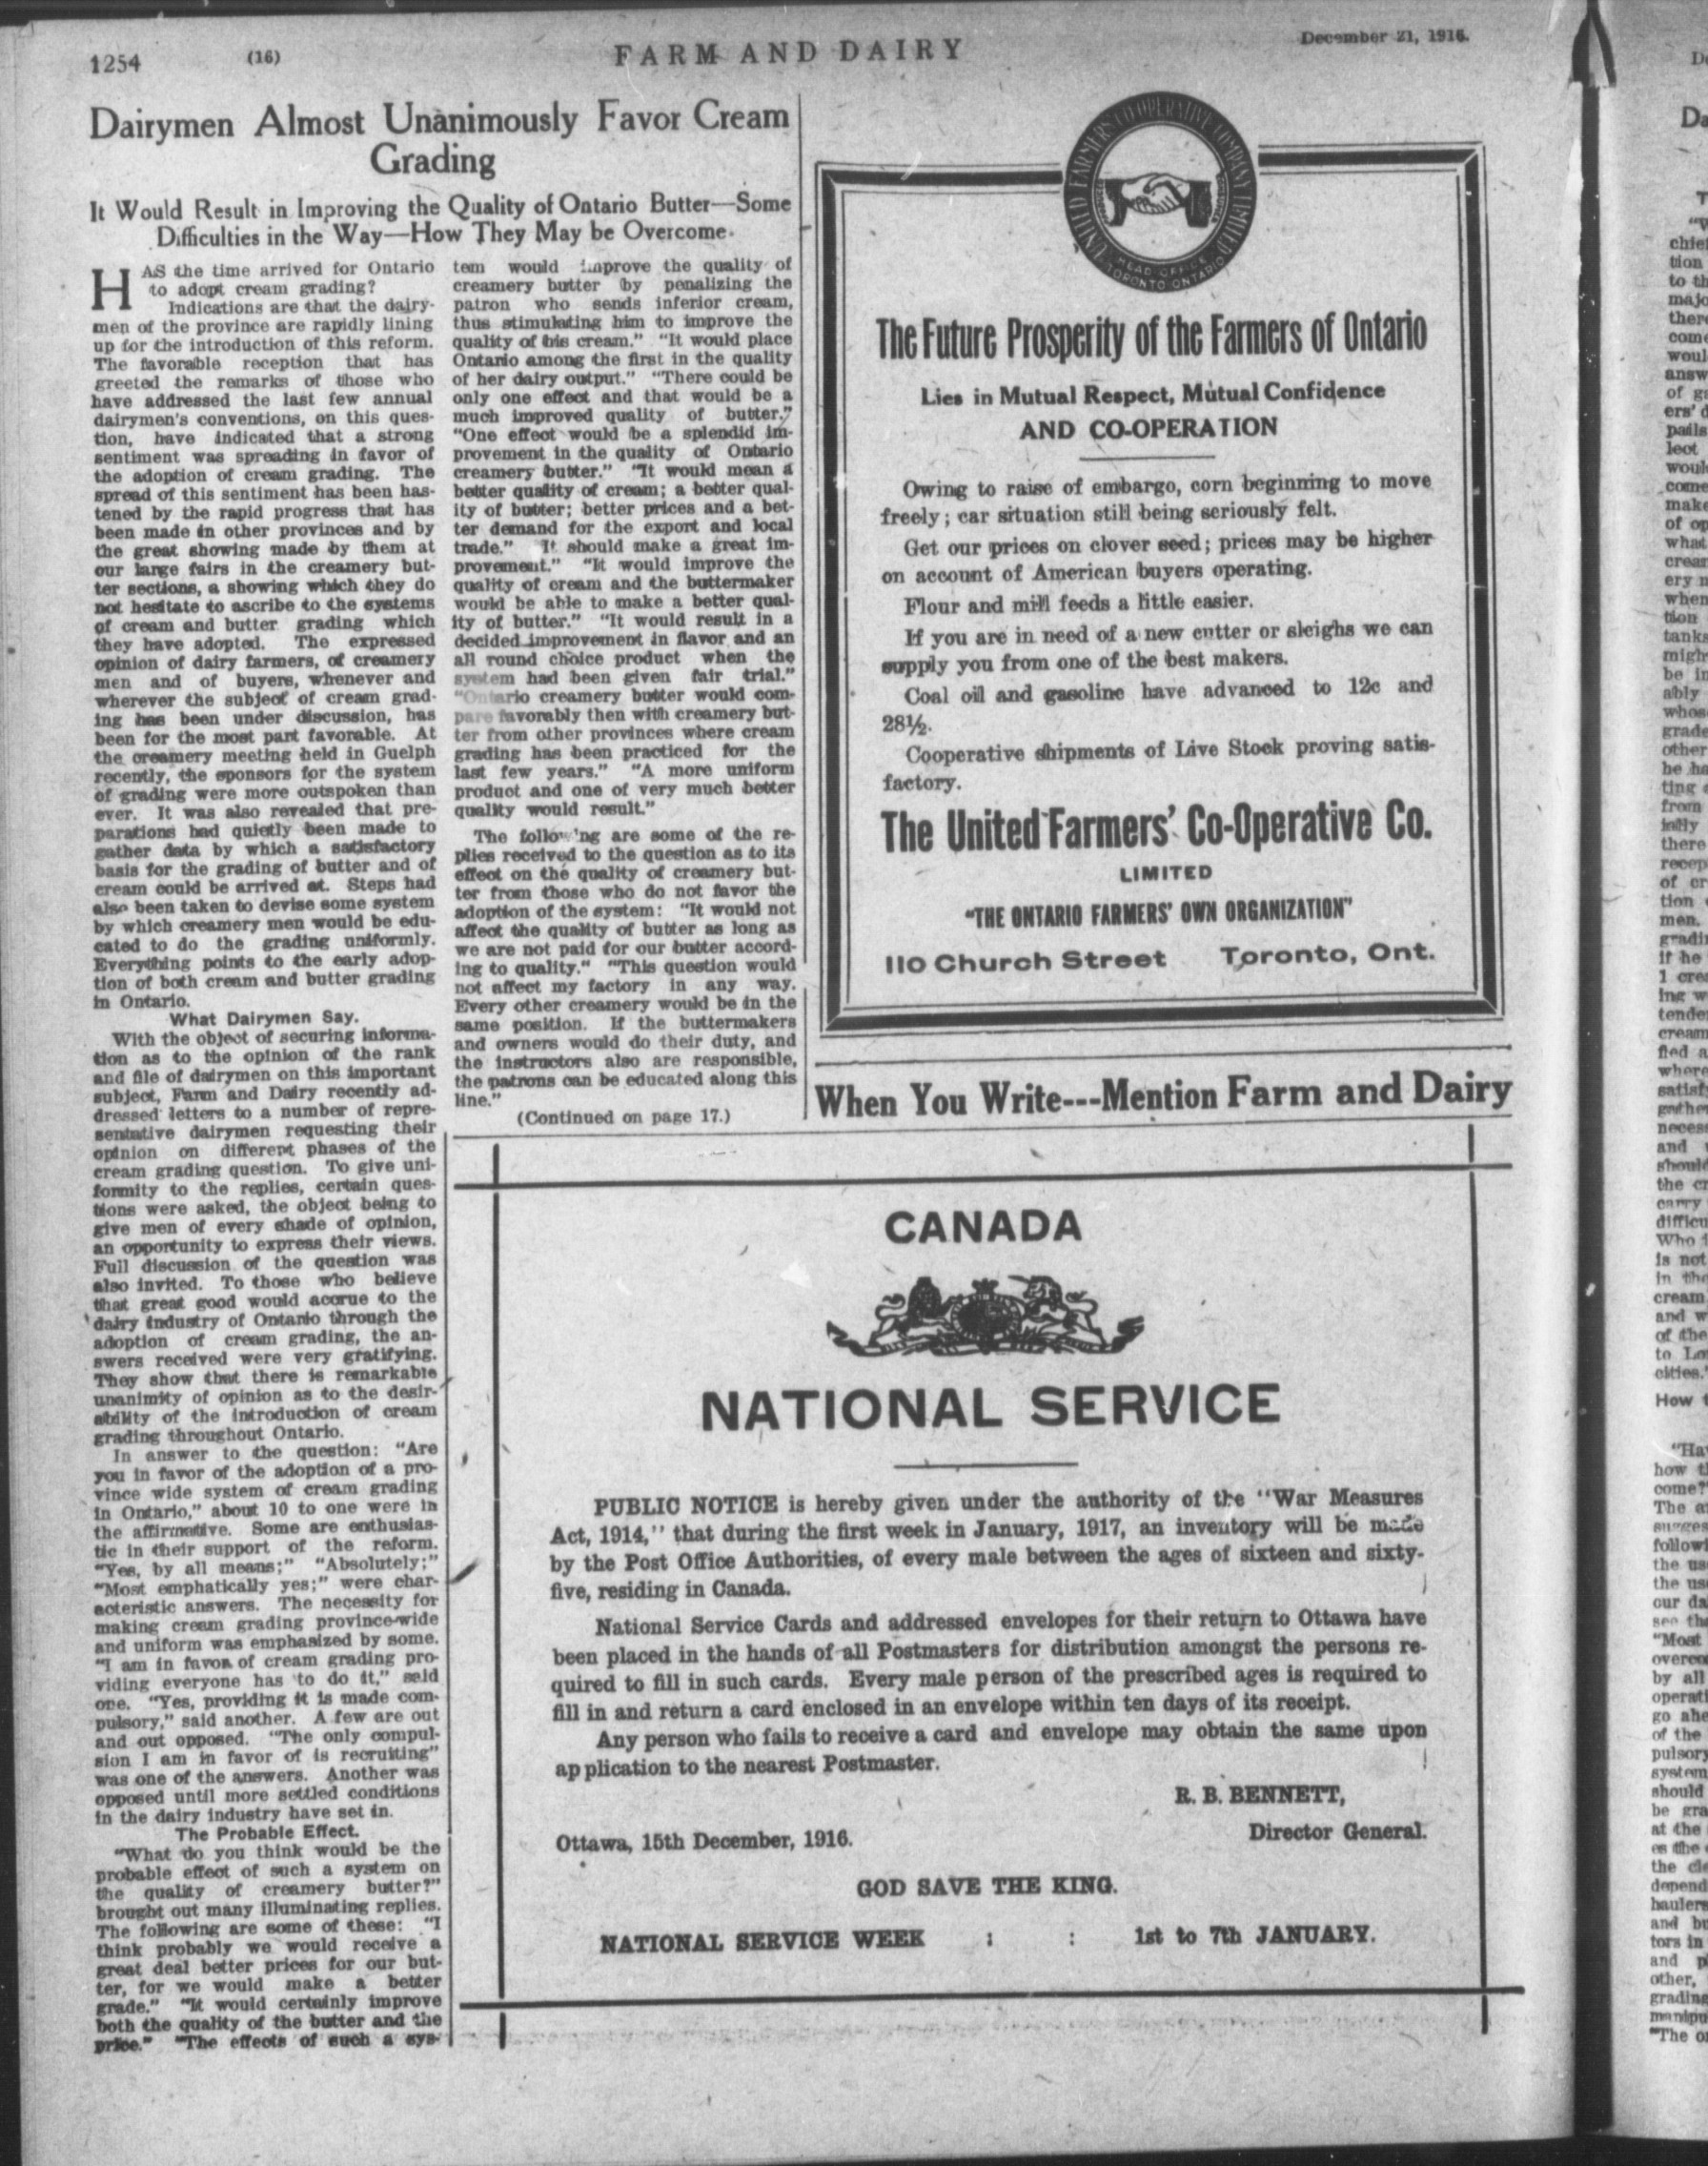 1254 (16) FARM AND DAIRY December 21, 1916.
Dairymen Almost Unanimously Favor Cream
Grading
It Would Result in Improving the Quality of Ontario Butter—Some
Difficulties in the Way—How They May be Overcome.
HAS the time arrived for Ontario
to adopt cream grading?
Indications are that the dairy-
men of the province are rapidly lining
up for the introduction of this reform.
The favorable reception that has
greeted the remarks of those who
have addressed the last few annual
dairymen's conventions, on this ques-
tion, have indicated that a strong
sentiment was spreading in favor of
the adoption of cream grading. The
spread of this sentiment has been has-
tened by the rapid progress that has
been made in other provinces and by
the great showing made by them at
our large fairs in the creamery but-
ter sections, a showing which they do
not hesitate to ascribe to the systems
of cream and butter grading which
they have adopted. The expressed
opinion of dairy farmers, of creamery
men and of buyers, whenever and
wherever the subject of cream grad-
ing has been under discussion, has
been for the most part favorable. At
the creamery meeting held in Guelph
recently, the sponsors for the system
of grading were more outspoken than
ever. It was also revealed that pre-
parations had quietly been made to
gather data by which a satisfactory
basis for the grading of butter and of
cream could be arrived at. Steps had
also been taken to devise some system
by which creamery men would be edu-
cated to do the grading uniformly.
Everything points to the early adop-
tion of both cream and butter grading
in Ontario.
What Dairymen Say.
With the object of securing informa-
tion as to the opinion of the rank
and file of dairymen on this important
subject, Farm and Dairy recently ad-
dressed letters to a number of repre-
sentative dairymen requesting their
opinion on different phases of the
cream grading question. To give uni-
formity to the replies, certain ques-
tions were asked, the object being to
give men of every shade of opinion,
an opportunity to express their views.
Full discussion of the question was
also invited. To those who believe
that great good would accrue to the
dairy industry of Ontario through the
adoption of cream grading, the an-
swers received were very gratifying.
They show that there is remarkable
unanimity of opinion as to the desir-
ability of the introduction of cream
grading throughout Ontario.
In answer to the question: "Are
you in favor of the adoption of a pro-
vince wide system of cream grading
in Ontario," about 10 to one were in
the affirmative. Some are enthusias-
tic in their support of the reform.
"Yes, by all means;" "Absolutely;"
"Most emphatically yes;" were char-
acteristic answers. The necessity for
making cream grading province-wide
and uniform was emphasized by some.
"I am in favor of cream grading pro-
viding everyone has to do it," said
one. "Yes, providing it is made com-
pulsory," said another. A few are out
and out opposed. "The only compul-
sion I am in favor of is recruiting"
was one of the answers. Another was
opposed until more settled conditions
in the dairy industry have set in.
The Probable Effect.
"What do you think would be the
probable effect of such a system on
the quality of creamery butter?"
brought out many illuminating replies.
The following are some of these: "I
think probably we would receive a
great deal better prices for our but-
ter, for we would make a better
grade." "It would certainly improve
both the quality of the butter and the
price." "The effects of such a sys-
tem would improve the quality of
creamery butter by penalizing the
patron who sends inferior cream,
thus stimulating him to improve the
quality of his cream." "It would place
Ontario among the first in the quality
of her dairy output." "There could be
only one effect and that would be a
much improved quality of butter."
"One effect would be a splendid im-
provement in the quality of Ontario
creamery butter." "It would mean a
better quality of cream; a better qual-
ity of butter; better prices and a bet-
ter demand for the export and local
trade." It should make a great im-
provement." "It would improve the
quality of cream and the buttermaker
would be able to make a better qual-
ity of butter." "It would result in a
decided improvement in flavor and an
all round choice product when the
system had been given fair trial."
"Ontario creamery butter would com-
pare favorably then with creamery but-
ter from other provinces where cream
grading has been practiced for the
last few years." "A more uniform
product and one of very much better
quality would result."
The following are some of the re-
plies received to the question as to its
effect on the quality of creamery but-
ter from those who do not favor the
adoption of the system: "It would not
affect the quality of butter as long as
we are not paid for our butter accord-
ing to quality." "This question would
not affect my factory in any way.
Every other creamery would be in the
same position. If the buttermakers
and owners would do their duty, and
the instructors also are responsible,
the patrons can be educated along this
line."
(Continued on page 17.)
UNITED FARMERS CO-OPERATIVE COMPANY LIMITED
HEAD OFFICE
TORONTO ONTARIO
The Future Prosperity of the Farmers of Ontario
Lies in Mutual Respect, Mutual Confidence
AND CO-OPERATION
Owing to raise of embargo, corn beginning to move
freely; car situation still being seriously felt.
Get our prices on clover seed; prices may be higher
on account of American buyers operating.
Flour and mill feeds a little easier.
If you are in need of a new cutter or sleighs we can
supply you from one of the best makers.
Coal oil and gasoline have advanced to 12c and
28½.
Cooperative shipments of Live Stock proving satis-
factory.
The United Farmers' Co-Operative Co.
LIMITED
"THE ONTARIO FARMERS' OWN ORGANIZATION"
110 Church Street Toronto, Ont.
When You Write---Mention Farm and Dairy
CANADA
NATIONAL SERVICE
PUBLIC NOTICE is hereby given under the authority of the "War Measures
Act, 1914," that during the first week in January, 1917, an inventory will be made
by the Post Office Authorities, of every male between the ages of sixteen and sixty-
five, residing in Canada.
National Service Cards and addressed envelopes for their return to Ottawa have
been placed in the hands of all Postmasters for distribution amongst the persons re-
quired to fill in such cards. Every male person of the prescribed ages is required to
fill in and return a card enclosed in an envelope within ten days of its receipt.
Any person who fails to receive a card and envelope may obtain the same upon
application to the nearest Postmaster.
R. B. BENNETT,
Director General.
Ottawa, 15th December, 1916.
GOD SAVE THE KING.
NATIONAL SERVICE WEEK : : 1st to 7th JANUARY.